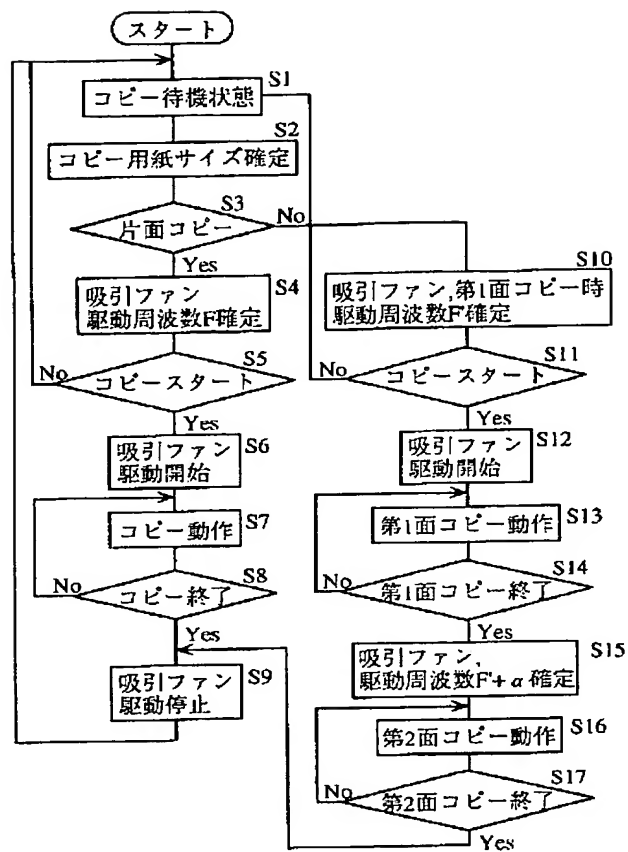 スタート
S1
コピー待機状態
S2
コピー用紙サイズ確定
S3
片面コピー
No
Yes
S4
吸引ファン
駆動周波数F確定
S5
コピースタート
No
Yes
S6
吸引ファン
駆動開始
S7
コピー動作
S8
コピー終了
No
Yes
S9
吸引ファン
駆動停止
S10
吸引ファン,第1面コピー時
駆動周波数F確定
S11
コピースタート
No
Yes
S12
吸引ファン
駆動開始
S13
第1面コピー動作
S14
第1面コピー終了
No
Yes
S15
吸引ファン,
駆動周波数F+α確定
S16
第2面コピー動作
S17
第2面コピー終了
No
Yes